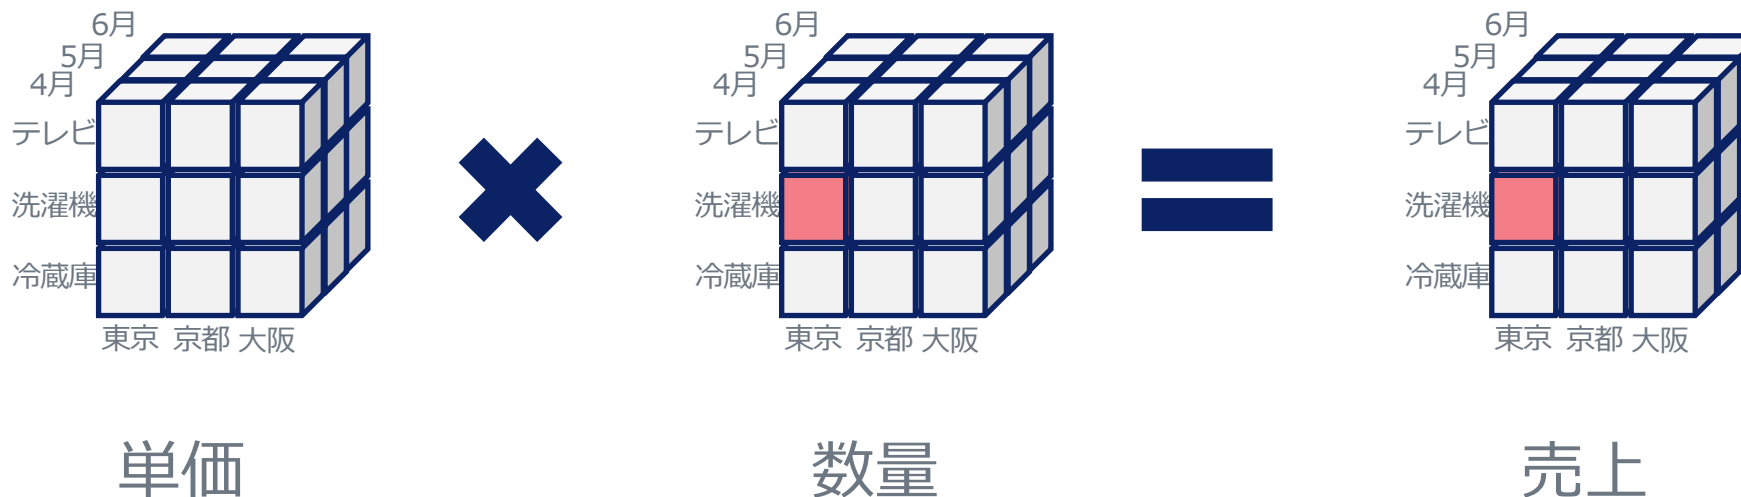 6月
5月
4月
テレビ
洗濯機
冷蔵庫
東京 京都 大阪
単価
6月
5月
4月
テレビ
洗濯機
冷蔵庫
東京 京都 大阪
数量
6月
5月
4月
テレビ
洗濯機
冷蔵庫
東京 京都 大阪
売上